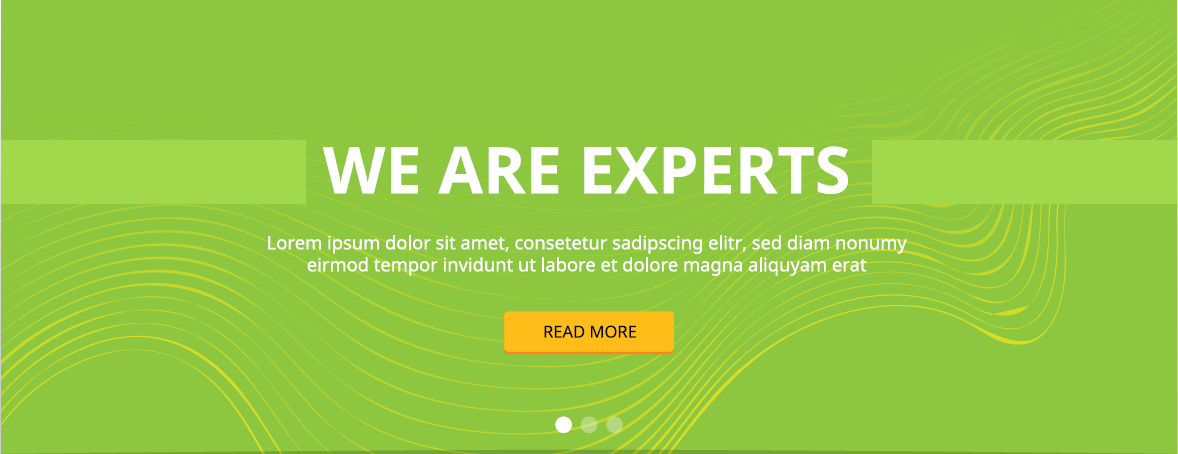 WE ARE EXPERTS
Lorem ipsum dolor sit amet, consetetur sadipscing elitr, sed diam nonumy
eirmod tempor invidunt ut labore et dolore magna aliquyam erat
READ MORE